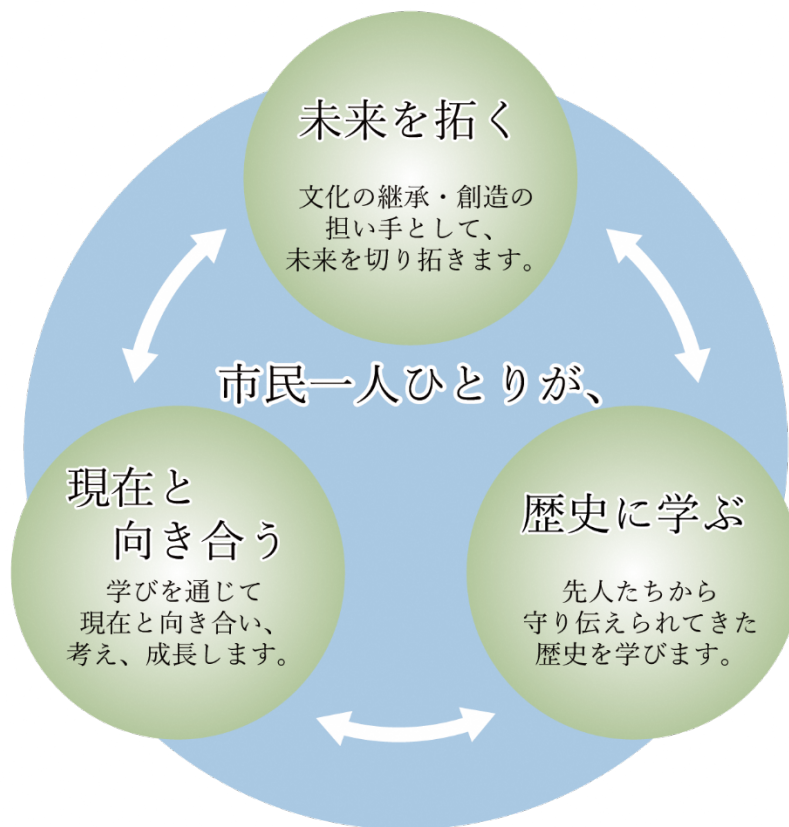 未来を拓く
文化の継承・創造の
担い手として、
未来を切り拓きます。
市民一人ひとりが、
現在と
向き合う
学びを通じて
現在と向き合い、
考え、成長します。
歴史に学ぶ
先人たちから
守り伝えられてきた
歴史を学びます。